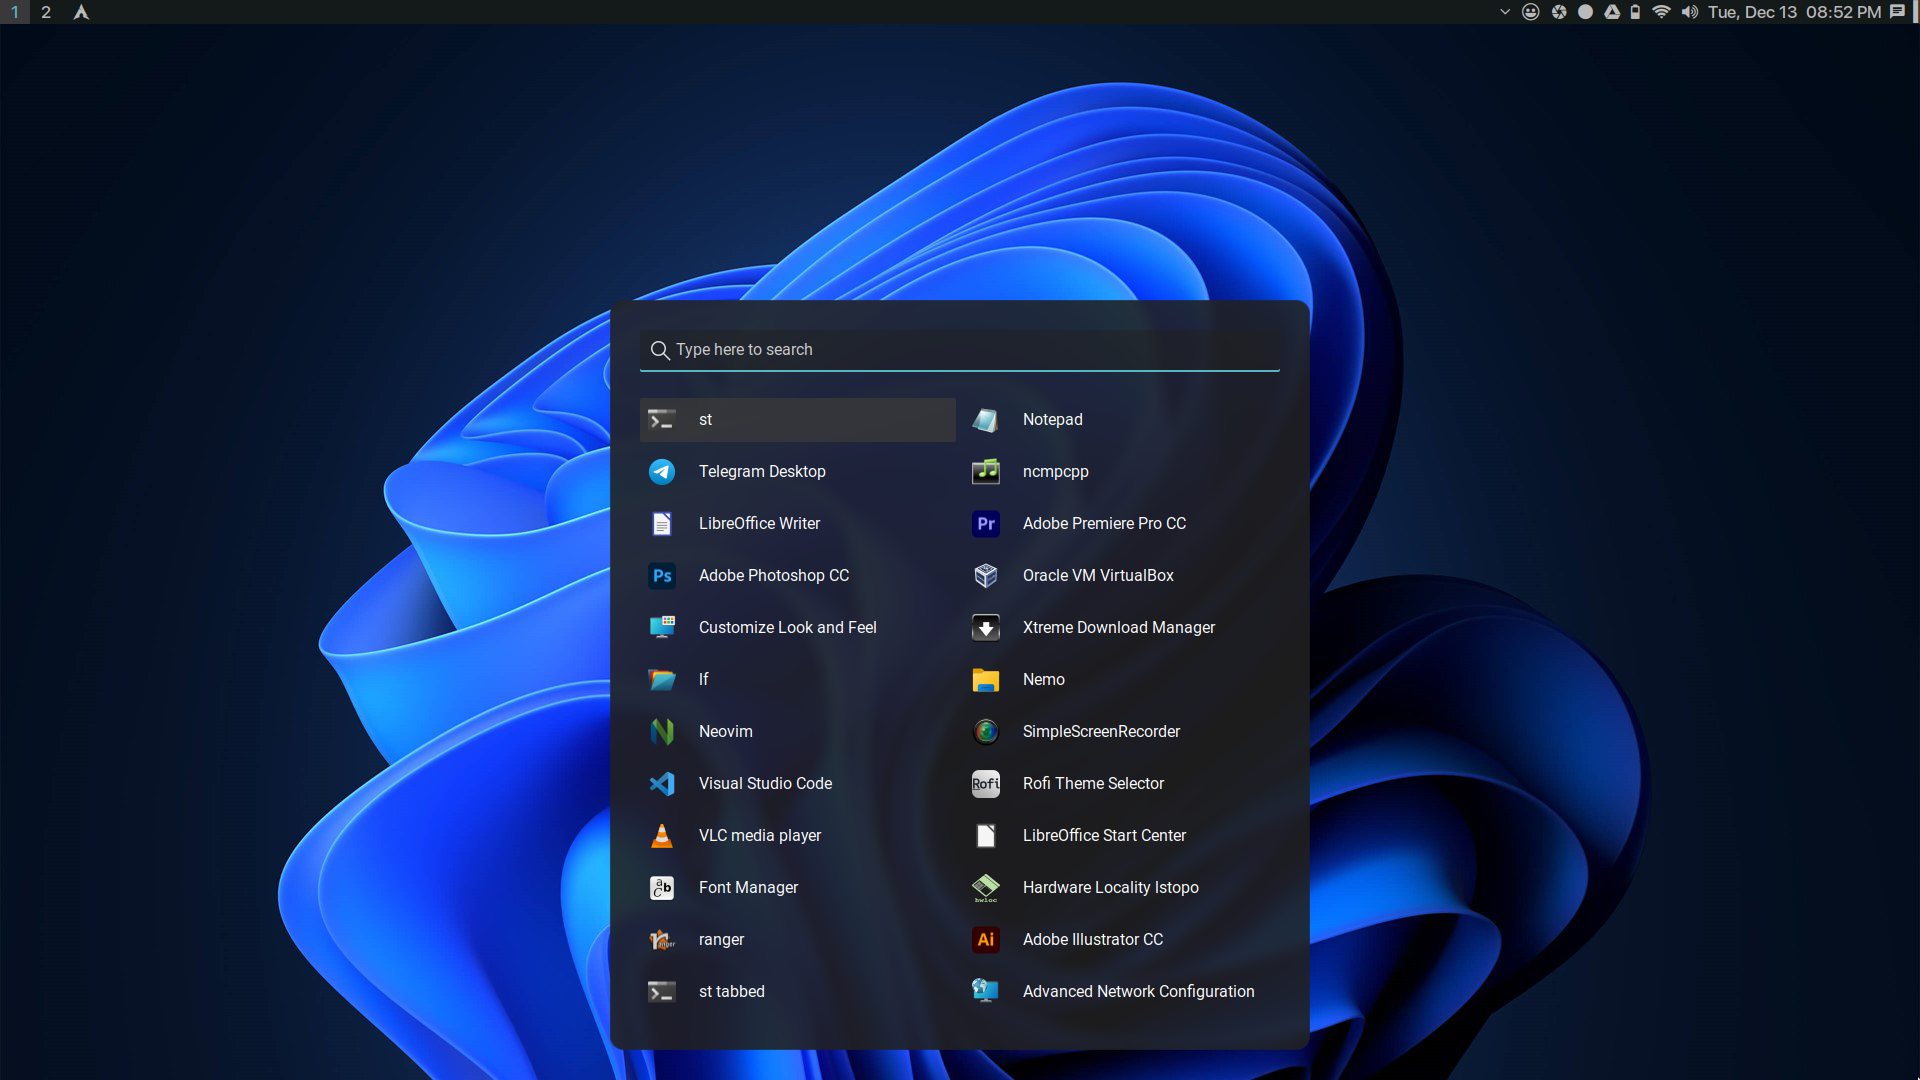 1 2
Tue, Dec 13 08:52 PM
Type here to search
st
Telegram Desktop
LibreOffice Writer
Ps Adobe Photoshop CC
Customize Look and Feel
lf
Neovim
Visual Studio Code
VLC media player
a b c Font Manager
ranger ranger
st tabbed
Notepad
ncmpcpp
Pr Adobe Premiere Pro CC
Oracle VM VirtualBox
Xtreme Download Manager
Nemo
SimpleScreenRecorder
Rofi Rofi Theme Selector
LibreOffice Start Center
hwloc Hardware Locality lstopo
Ai Adobe Illustrator CC
Advanced Network Configuration